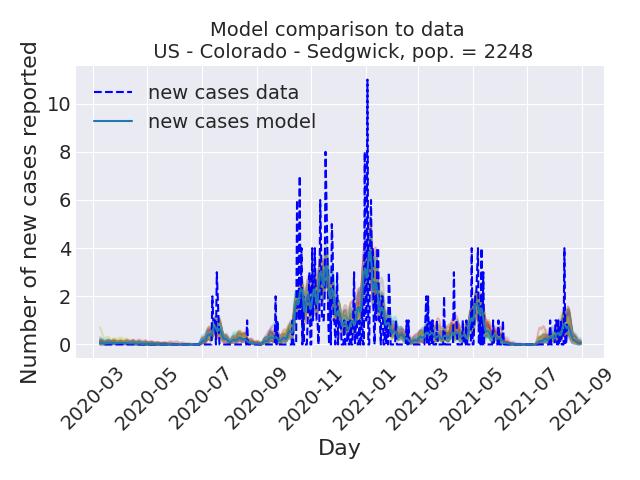 Model comparison to data
US - Colorado - Sedgwick, pop. = 2248
Number of new cases reported
10
8
6
4
2
0
new cases data
new cases model
2020-03
2020-05
2020-07
2020-09
2020-11
2021-01
2021-03
2021-05
2021-07
2021-09
Day